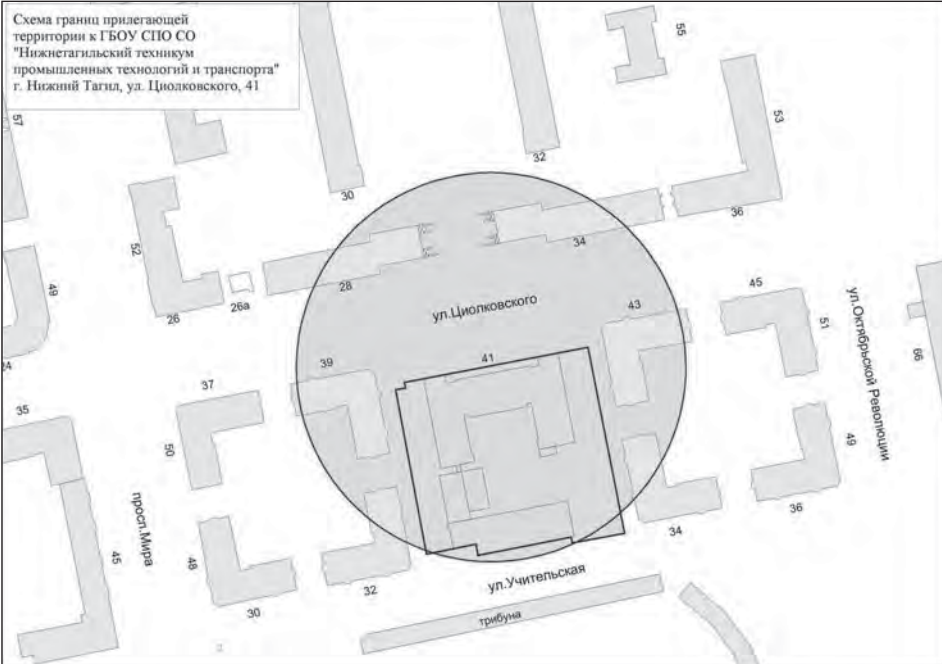 Схема границ прилегающей
территории к ГБОУ СПО СО
"Нижнетагильский техникум
промышленных технологий и транспорта"
г. Нижний Тагил, ул. Циолковского, 41
55
57
53
32
30
36
34
52
28
26а
26
49
ул.Циолковского
43
45
51
ул.Октябрьской Революции
66
24
39
41
37
35
50
49
просп.Мира
45
48
36
34
32
30
ул.Учительская
трибуна